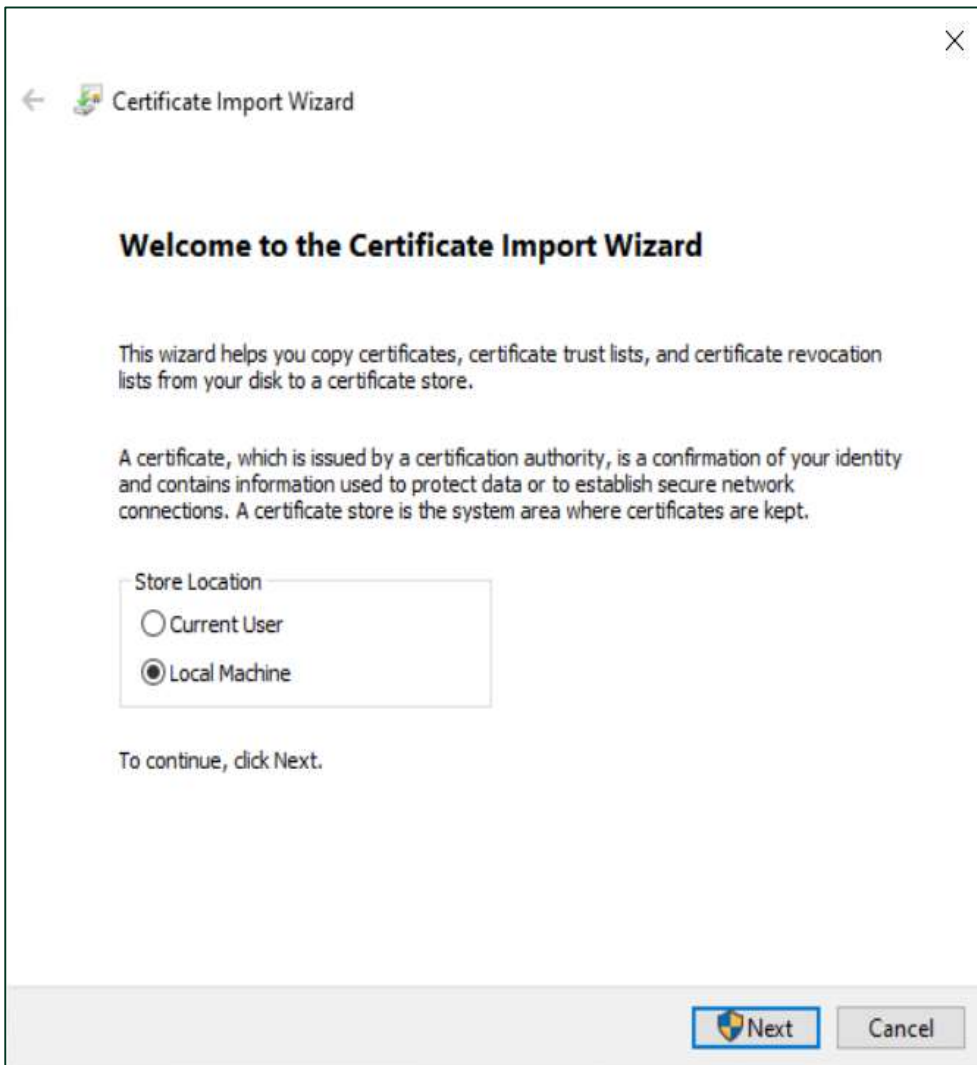 Certificate Import Wizard
Welcome to the Certificate Import Wizard
This wizard helps you copy certificates, certificate trust lists, and certificate revocation
lists from your disk to a certificate store.
A certificate, which is issued by a certification authority, is a confirmation of your identity
and contains information used to protect data or to establish secure network
connections. A certificate store is the system area where certificates are kept.
Store Location
Current User
Local Machine
To continue, click Next.
Next
Cancel